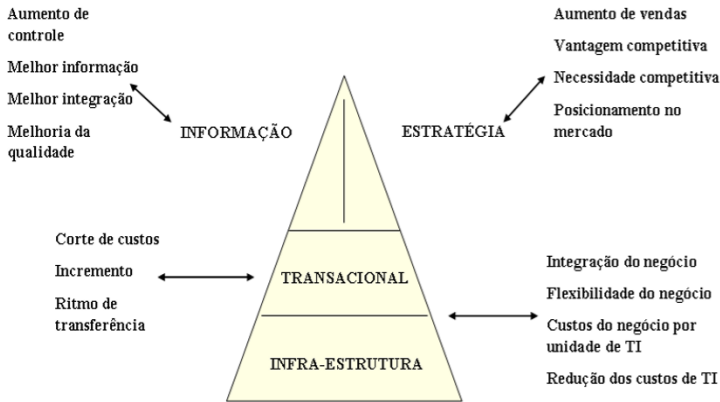 Aumento de
controle
Melhor informação
Melhor integração
Melhoria da
qualidade
INFORMAÇÃO
ESTRATÉGIA
Aumento de vendas
Vantagem competitiva
Necessidade competitiva
Posicionamento no
mercado
Corte de custos
Incremento
Ritmo de
transferência
TRANSACIONAL
INFRA-ESTRUTURA
Integração do negócio
Flexibilidade do negócio
Custos do negócio por
unidade de TI
Redução dos custos de TI